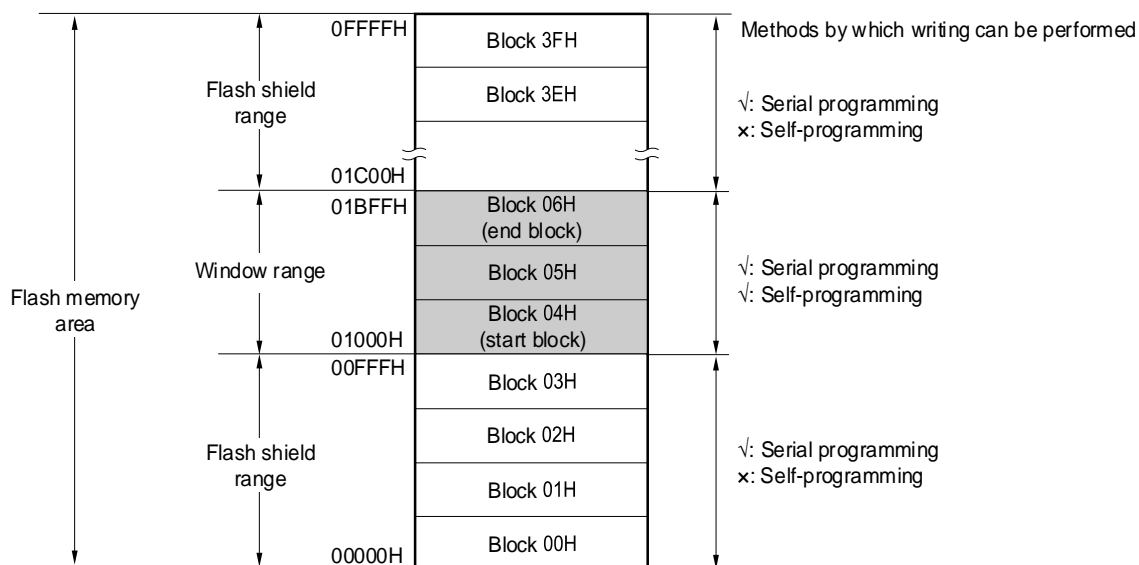 0FFFFH
Block 3FH
Methods by which writing can be performed
Flash shield
range
Block 3EH
√: Serial programming
×: Self-programming
01C00H
01BFFH
Block 06H
(end block)
Window range
Block 05H
√: Serial programming
√: Self-programming
Flash memory
area
Block 04H
(start block)
01000H
00FFFH
Block 03H
Flash shield
range
Block 02H
√: Serial programming
×: Self-programming
Block 01H
Block 00H
00000H